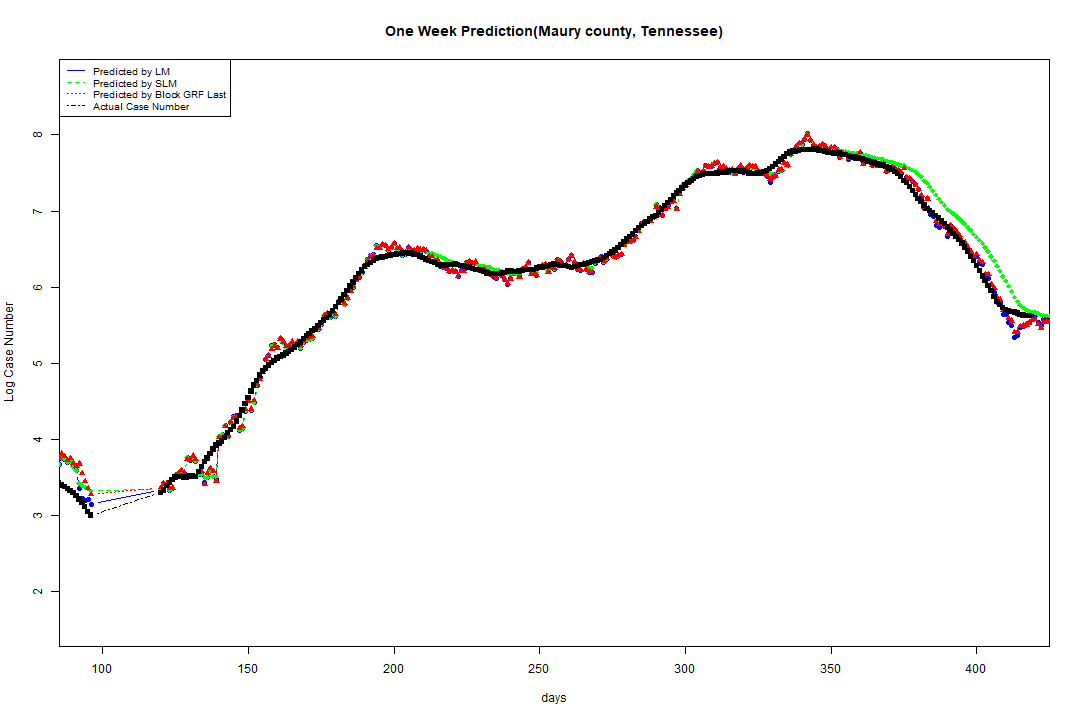 One Week Prediction(Maury county, Tennessee)
Predicted by LM
Predicted by SLM
Predicted by Block GRF Last
Actual Case Number
8
7
6
5
4
3
2
Log Case Number
100 150 200 250 300 350 400
days